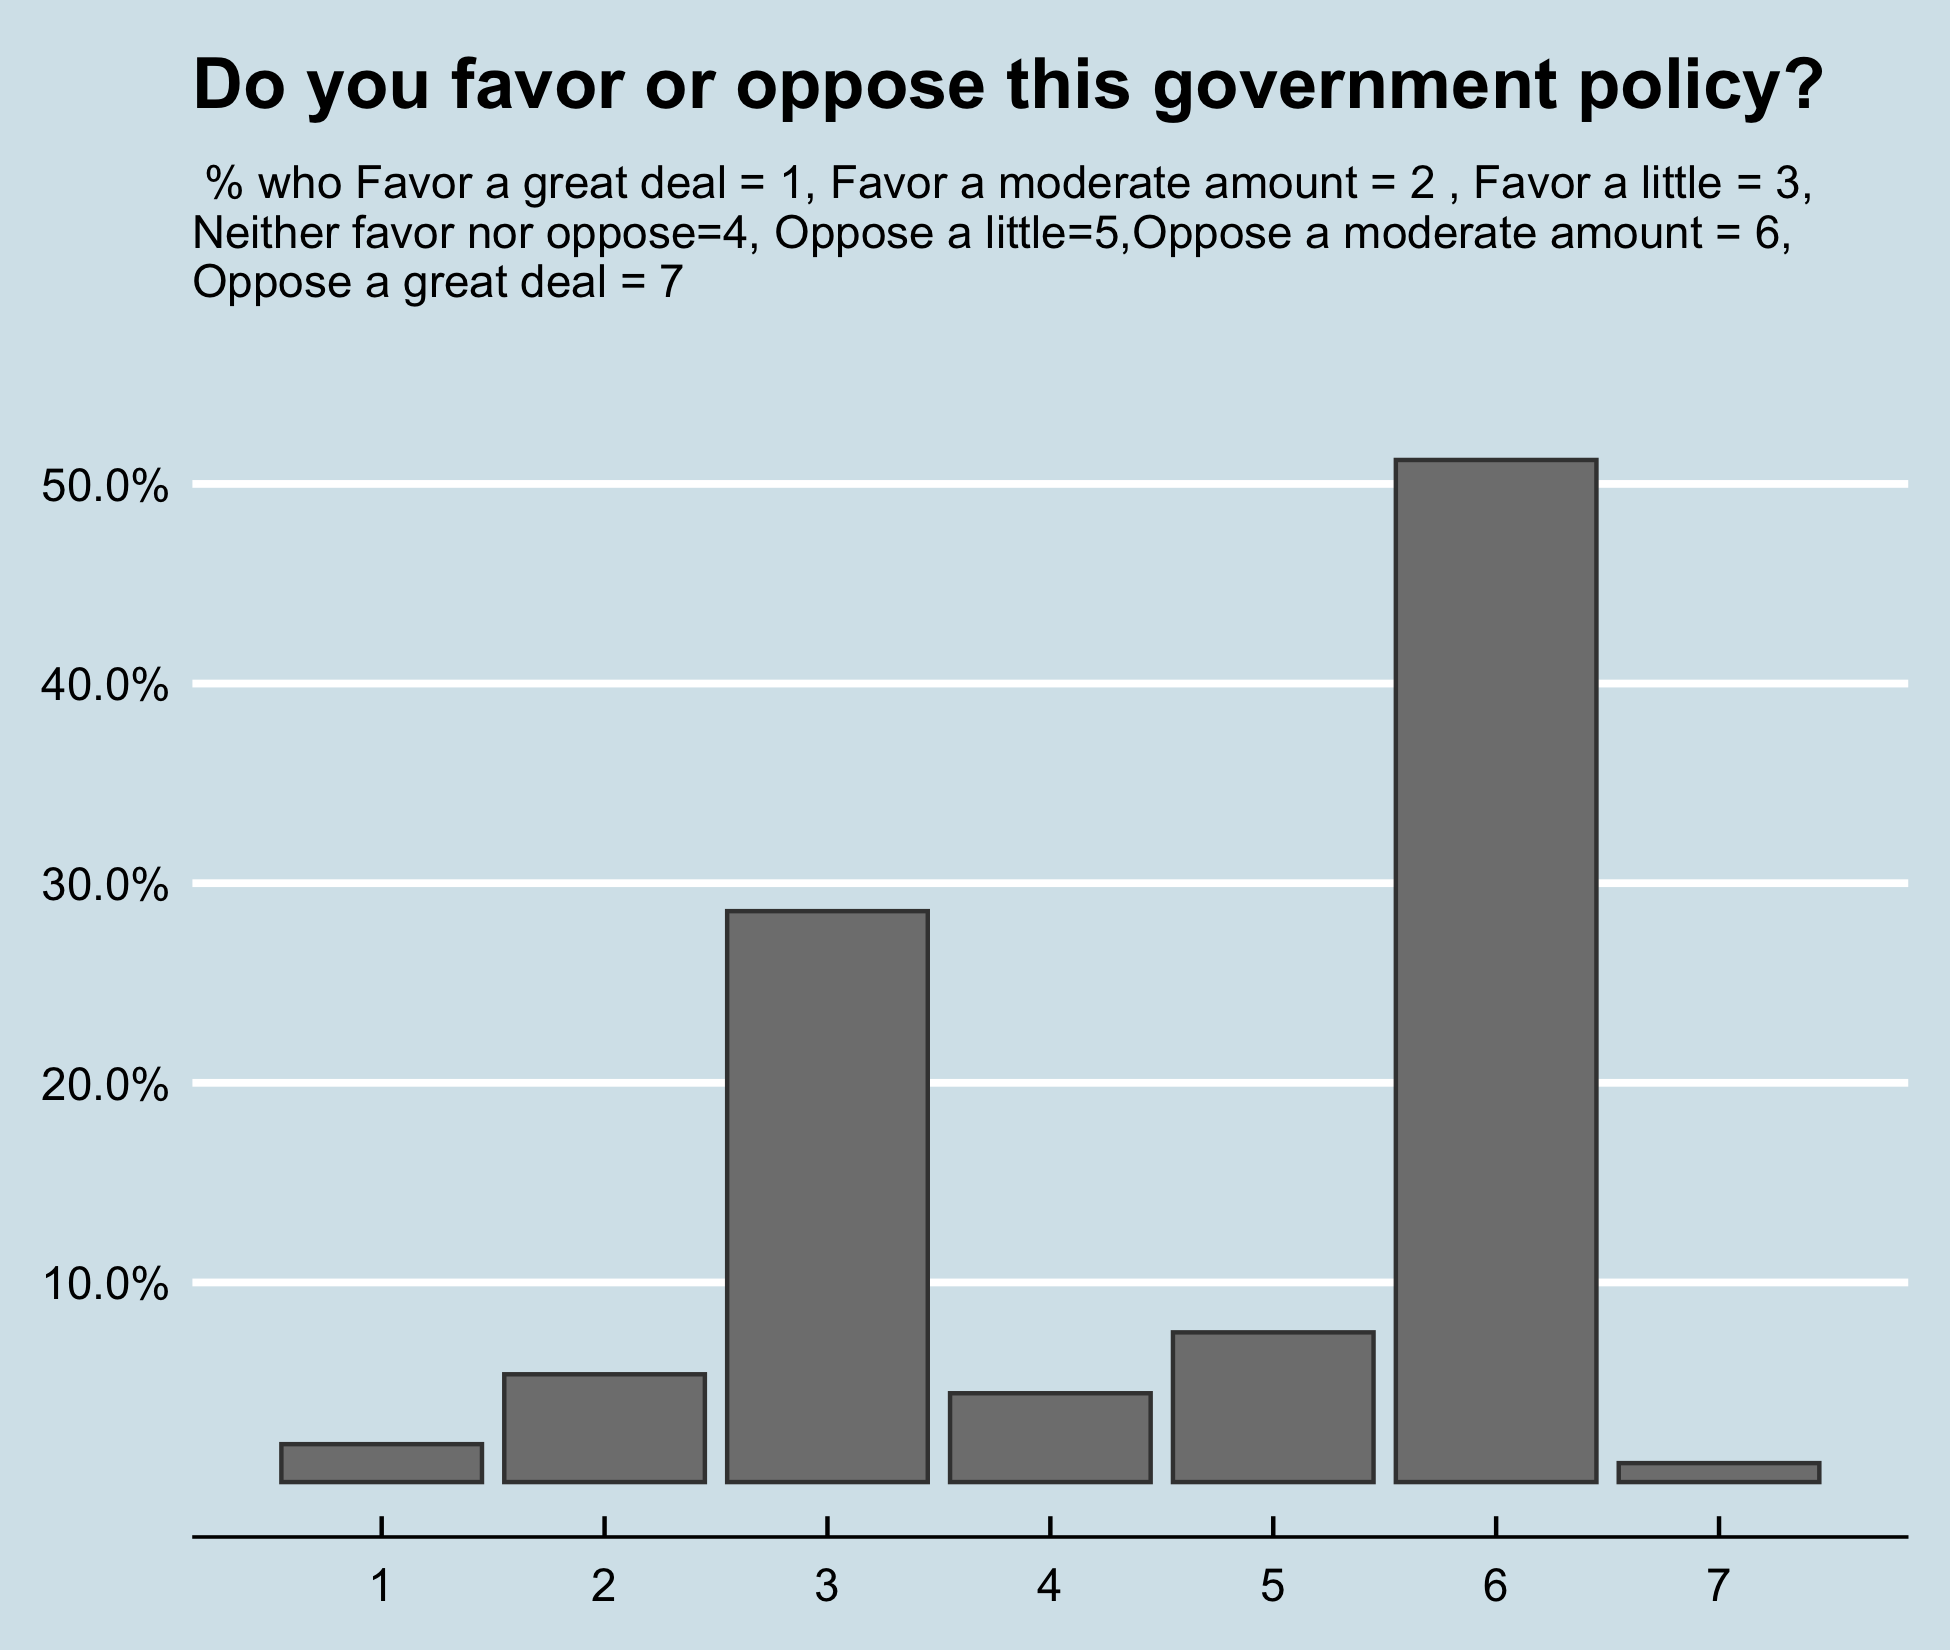 Do you favor or oppose this government policy?
% who Favor a great deal = 1, Favor a moderate amount = 2 , Favor a little = 3,
Neither favor nor oppose=4, Oppose a little=5,Oppose a moderate amount = 6,
Oppose a great deal = 7
50.0%
40.0%
30.0%
20.0%
10.0%
1 2 3 4 5 6 7